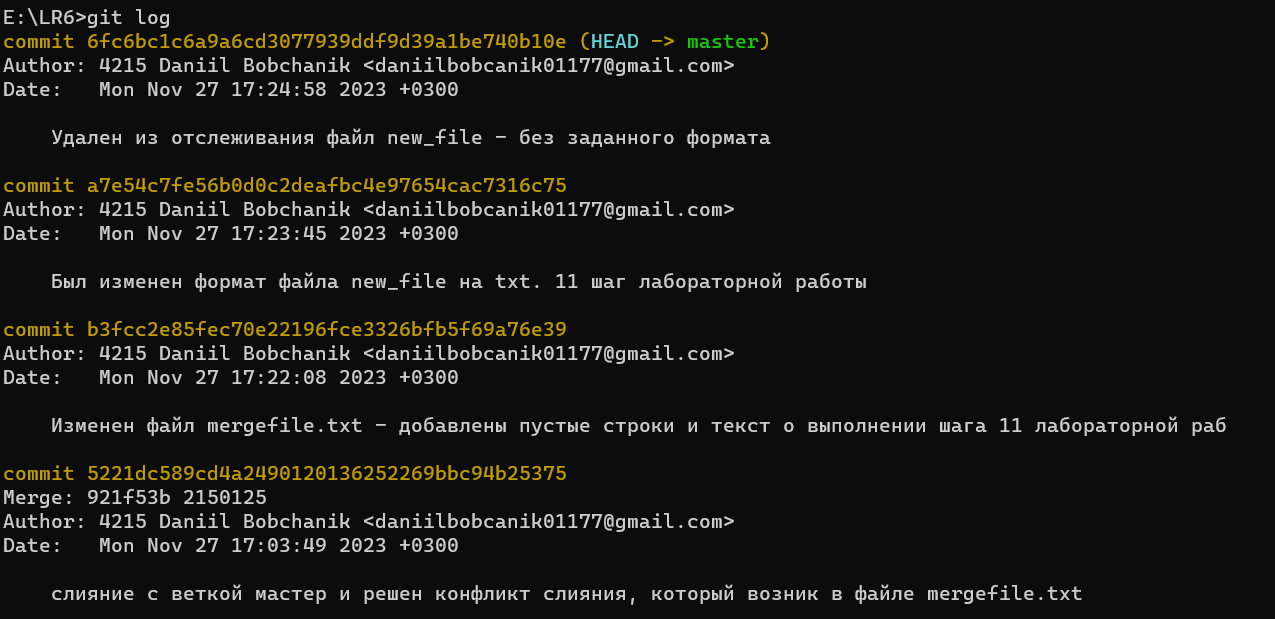 E:\LR6>git log
commit 6fc6bc1c6a9a6cd3077939ddf9d39a1be740b10e (HEAD -> master)
Author: 4215 Daniil Bobchanik <daniilbobcanik01177@gmail.com>
Date:   Mon Nov 27 17:24:58 2023 +0300
Удален из отслеживания файл new_file - без заданного формата
commit a7e54c7fe56b0d0c2deafbc4e97654cac7316c75
Author: 4215 Daniil Bobchanik <daniilbobcanik01177@gmail.com>
Date:   Mon Nov 27 17:23:45 2023 +0300
Был изменен формат файла new_file на txt. 11 шаг лабораторной работы
commit b3fcc2e85fec70e22196fce3326bfb5f69a76e39
Author: 4215 Daniil Bobchanik <daniilbobcanik01177@gmail.com>
Date:   Mon Nov 27 17:22:08 2023 +0300
Изменен файл mergefile.txt - добавлены пустые строки и текст о выполнении шага 11 лабораторной раб
commit 5221dc589cd4a2490120136252269bbc94b25375
Merge: 921f53b 2150125
Author: 4215 Daniil Bobchanik <daniilbobcanik01177@gmail.com>
Date:   Mon Nov 27 17:03:49 2023 +0300
слияние с веткой мастер и решен конфликт слияния, который возник в файле mergefile.txt